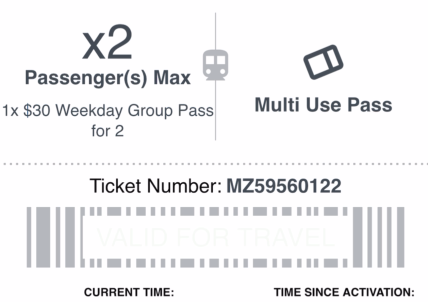 x2
Passenger(s) Max
1x $30 Weekday Group Pass
for 2
Multi Use Pass
Ticket Number: MZ59560122
VALID FOR TRAVEL
CURRENT TIME:
TIME SINCE ACTIVATION: